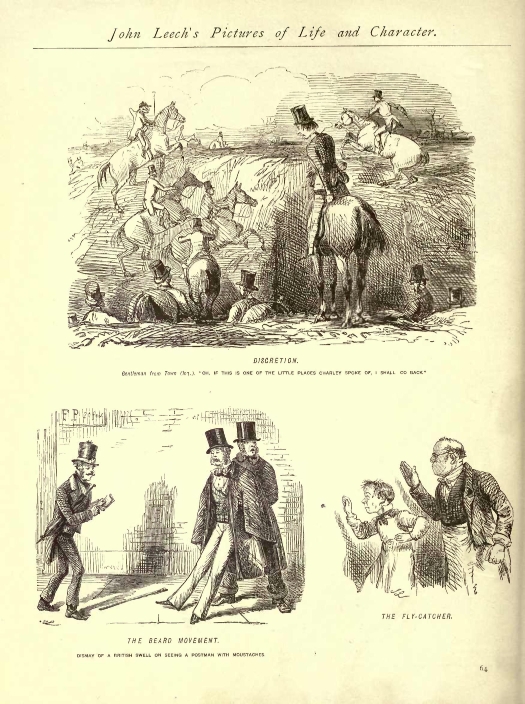 John Leech's Pictures of Life and Character.
DISCRETION.
Gentleman from Town (loq.). "OH, IF THIS IS ONE OF THE LITTLE PLACES CHARLEY SPOKE OF, I SHALL GO BACK."
F.P.
THE BEARD MOVEMENT.
DISMAY OF A BRITISH SWELL ON SEEING A POSTMAN WITH MOUSTACHES
THE FLY-CATCHER.
64